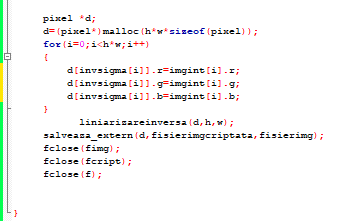 pixel *d;
d=(pixel*)malloc(h*w*sizeof(pixel));
for(i=0;i<h*w;i++)
{
d[invsigma[i]].r=imgint[i].r;
d[invsigma[i]].g=imgint[i].g;
d[invsigma[i]].b=imgint[i].b;
}
liniarizareinversa(d,h,w);
salveaza_extern(d,fisierimgcriptata,fisierimg);
fclose(fimg);
fclose(fcript);
fclose(f);
}